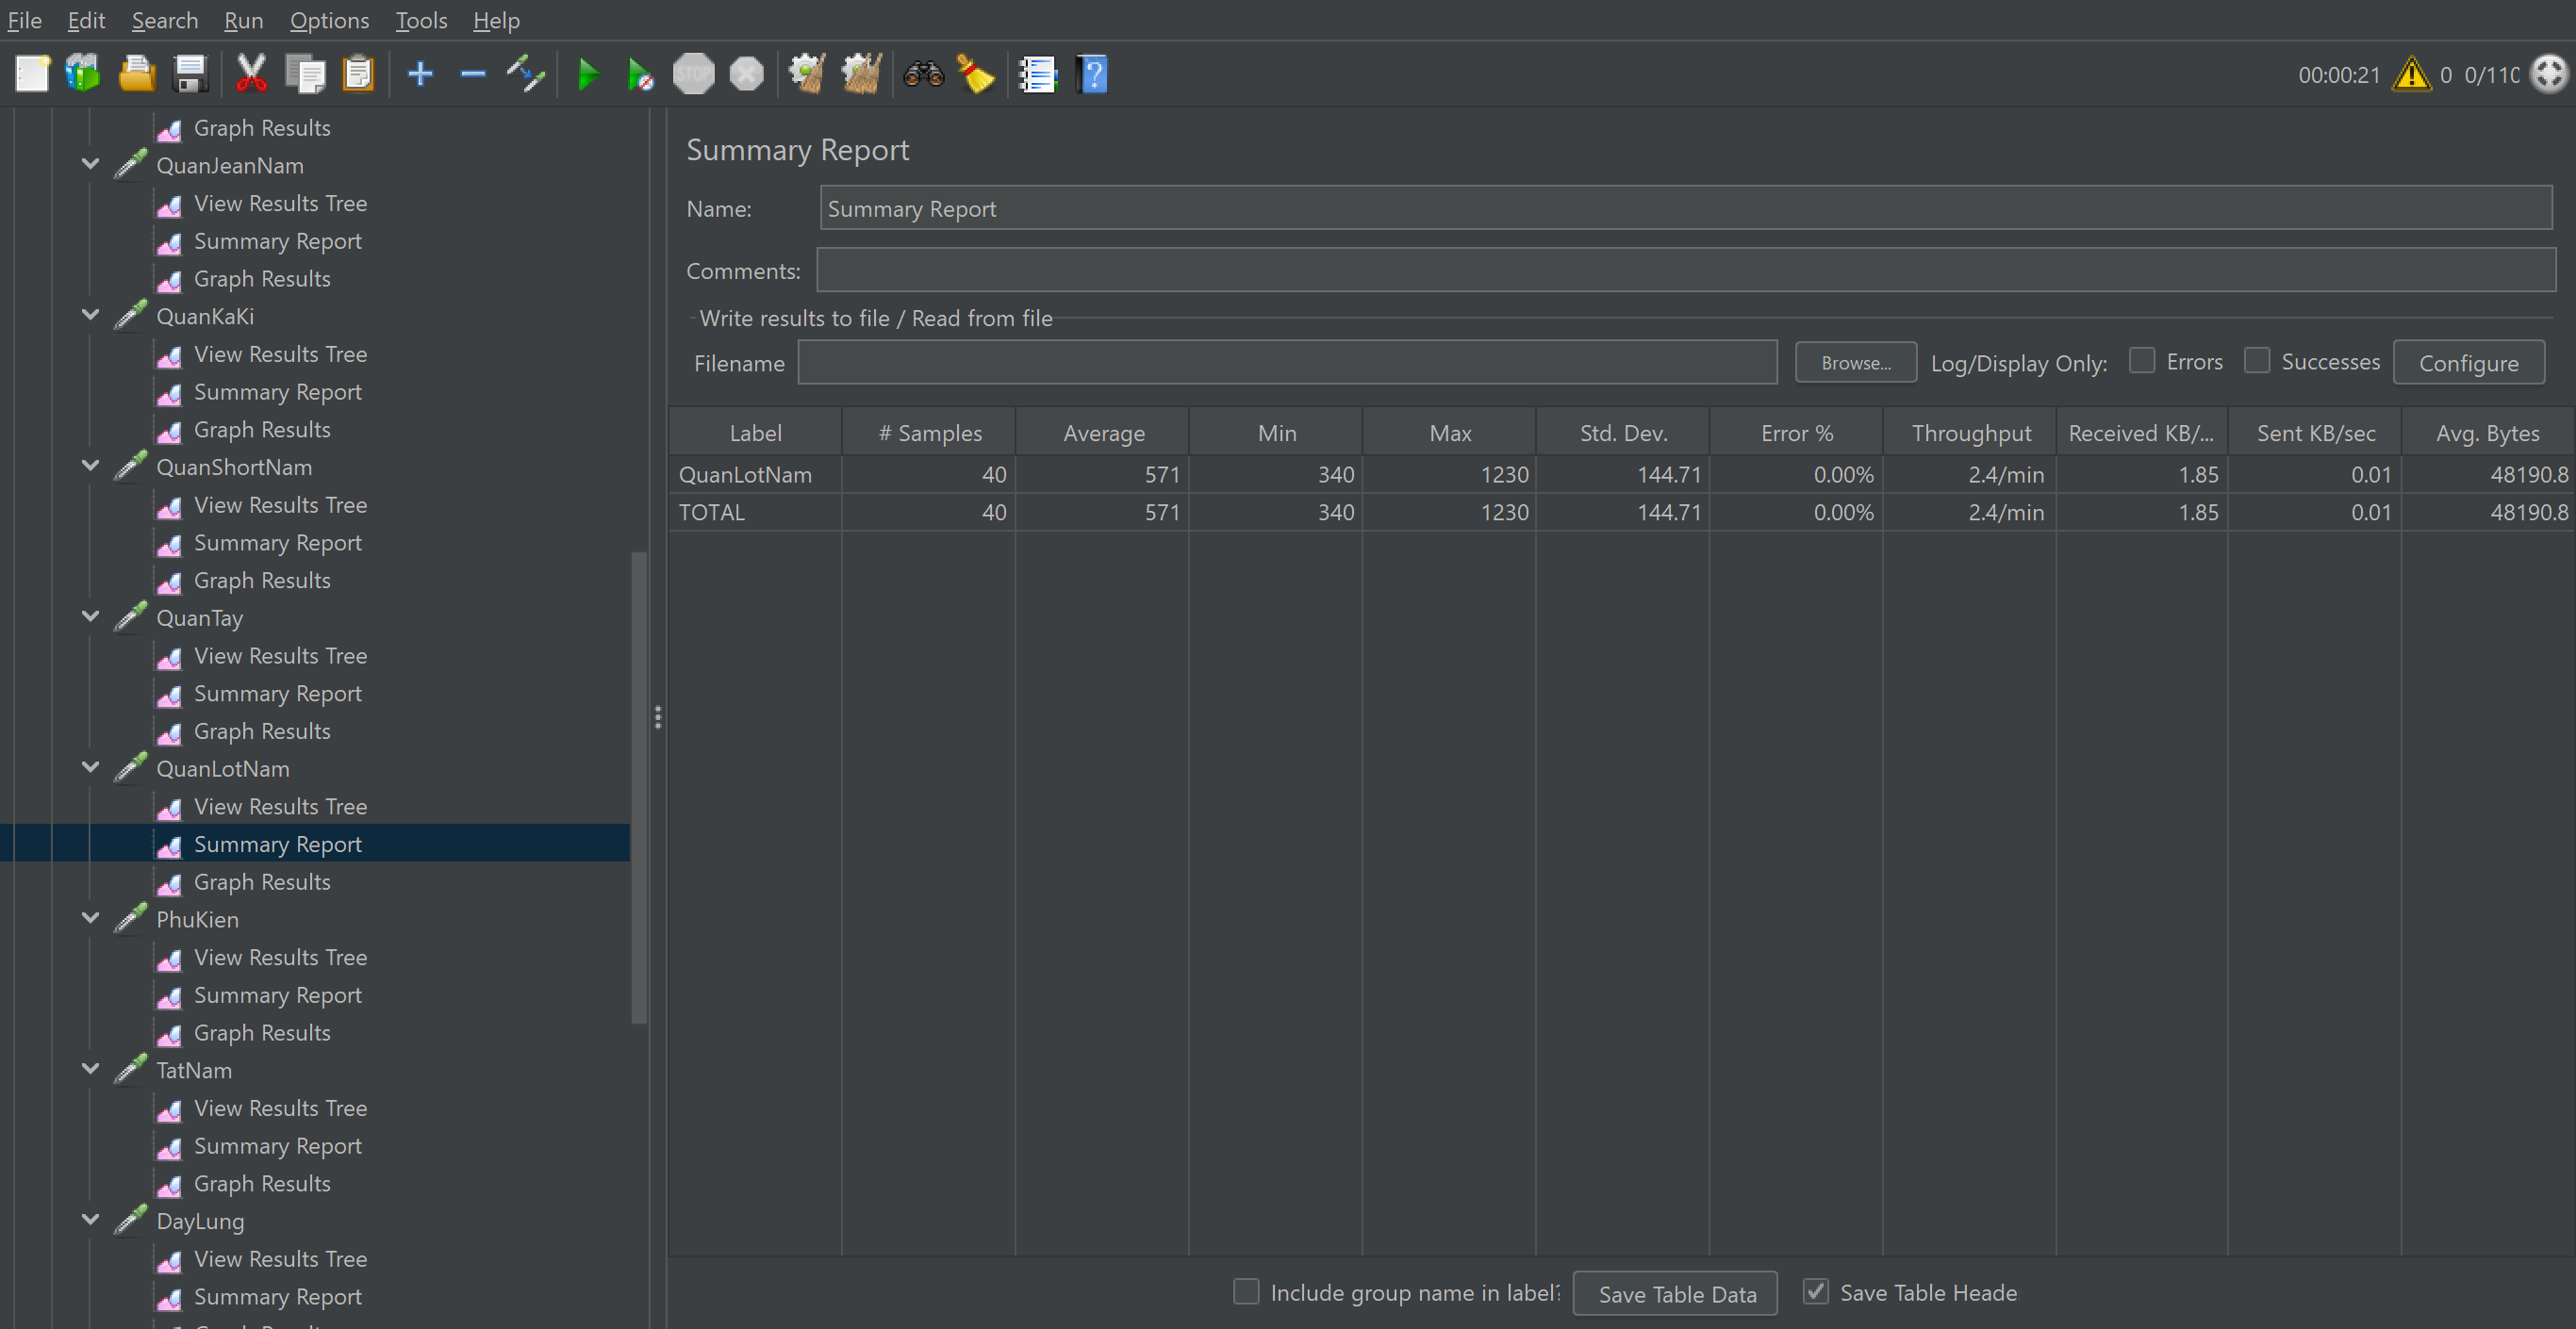 File Edit Search Run Options Tools Help
STOP
00:00:21 0 0/110
Graph Results
QuanJeanNam
View Results Tree
Summary Report
Graph Results
QuanKaKi
View Results Tree
Summary Report
Graph Results
QuanShortNam
View Results Tree
Summary Report
Graph Results
QuanTay
View Results Tree
Summary Report
Graph Results
QuanLotNam
View Results Tree
Summary Report
Graph Results
PhuKien
View Results Tree
Summary Report
Graph Results
TatNam
View Results Tree
Summary Report
Graph Results
DayLung
View Results Tree
Summary Report
Summary Report
Name: Summary Report
Comments:
Write results to file / Read from file
Filename Browse... Log/Display Only: Errors Successes Configure
Label # Samples Average Min Max Std. Dev. Error % Throughput Received KB/... Sent KB/sec Avg. Bytes
QuanLotNam 40 571 340 1230 144.71 0.00% 2.4/min 1.85 0.01 48190.8
TOTAL 40 571 340 1230 144.71 0.00% 2.4/min 1.85 0.01 48190.8
Include group name in label? Save Table Data Save Table Heade